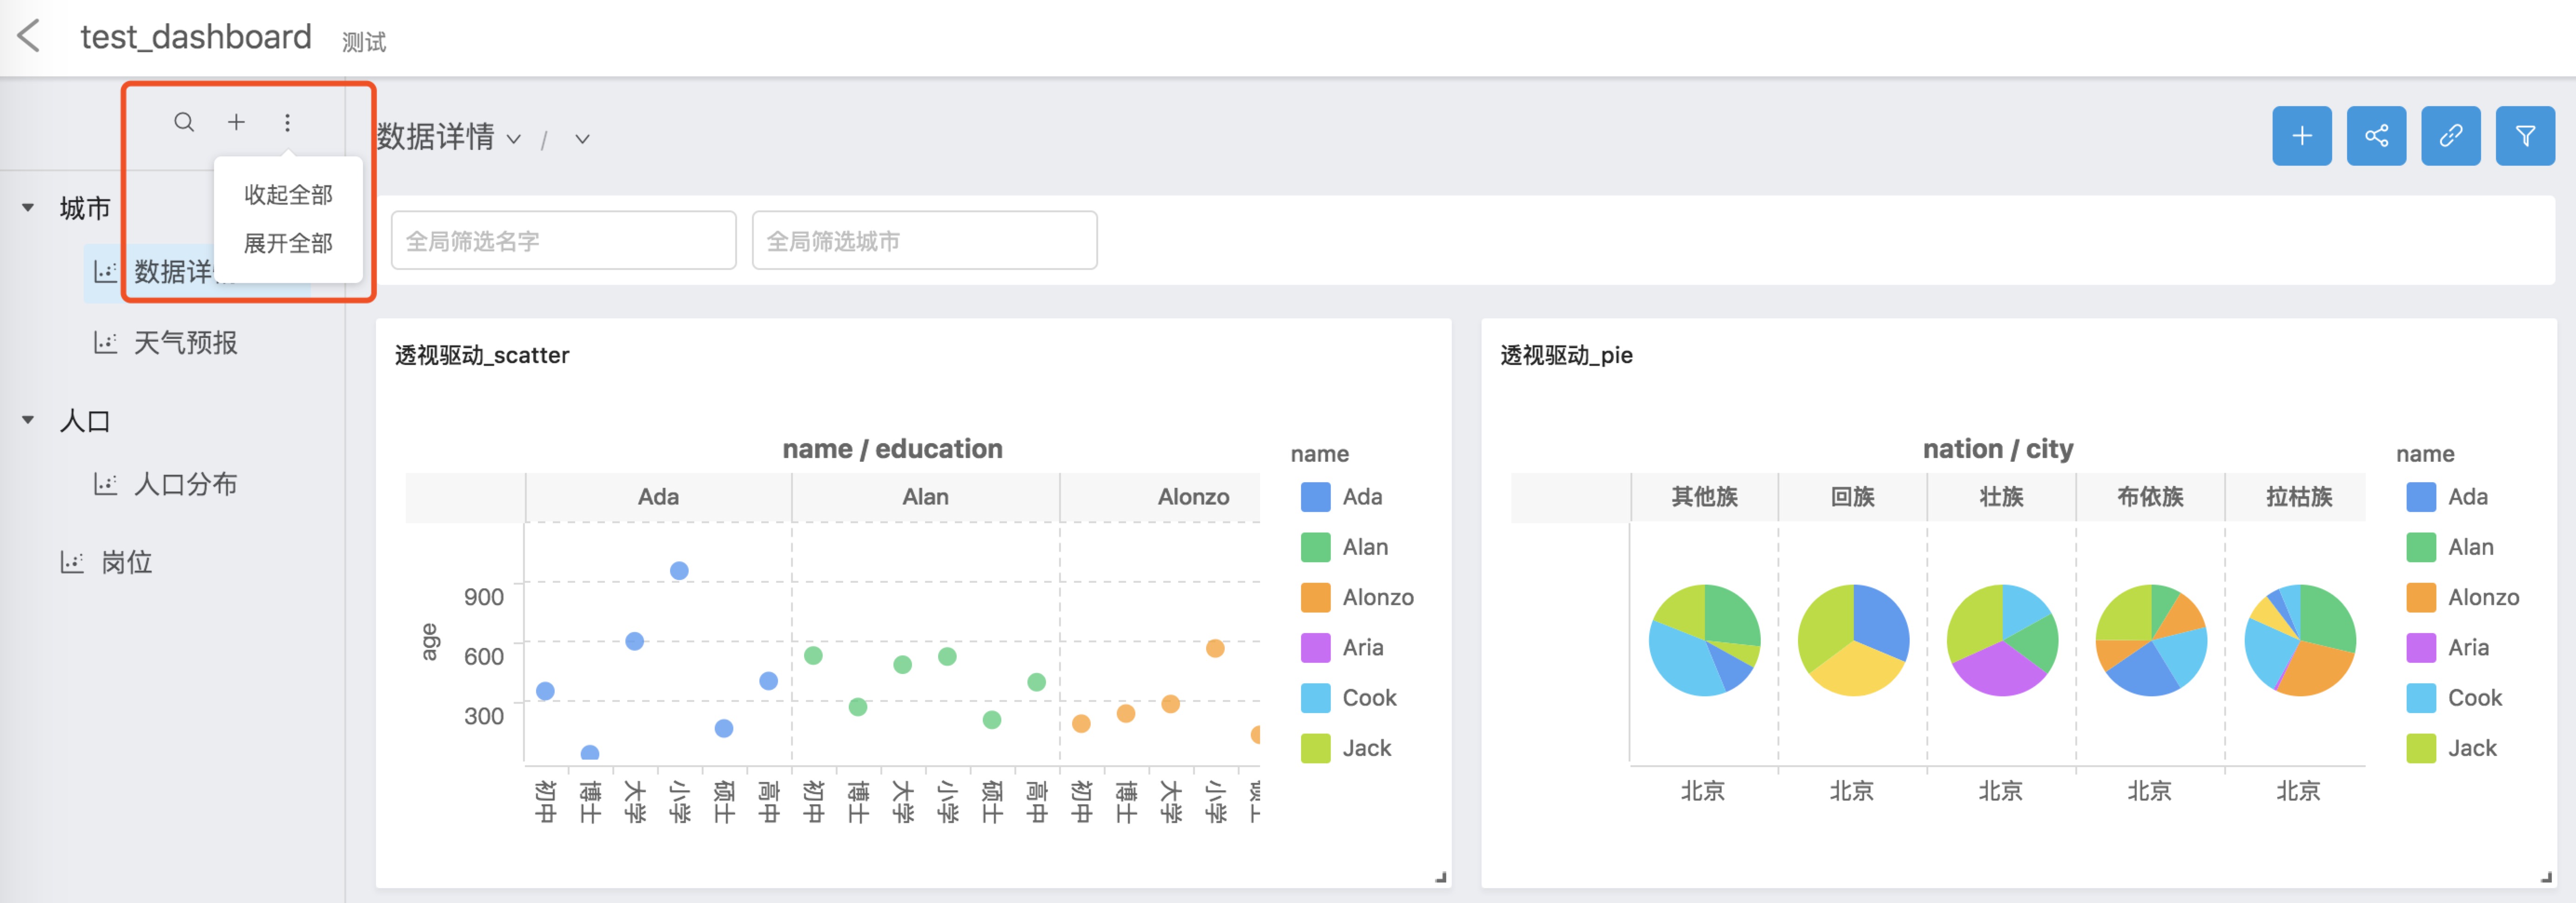 test_dashboard 测试
收起全部
展开全部
城市
数据详
天气预报
人口
人口分布
岗位
数据详情 /
全局筛选名字 全局筛选城市
透视驱动_scatter
name / education
name
Ada Alan Alonzo
Ada
Alan
Alonzo
Aria
Cook
Jack
age
900
600
300
初中 博士 大学 小学 硕士 高中 初中 博士 大学 小学 硕士 高中 初中 博士 大学 小学
透视驱动_pie
nation / city
name
其他族 回族 壮族 布依族 拉枯族
Ada
Alan
Alonzo
Aria
Cook
Jack
北京 北京 北京 北京 北京